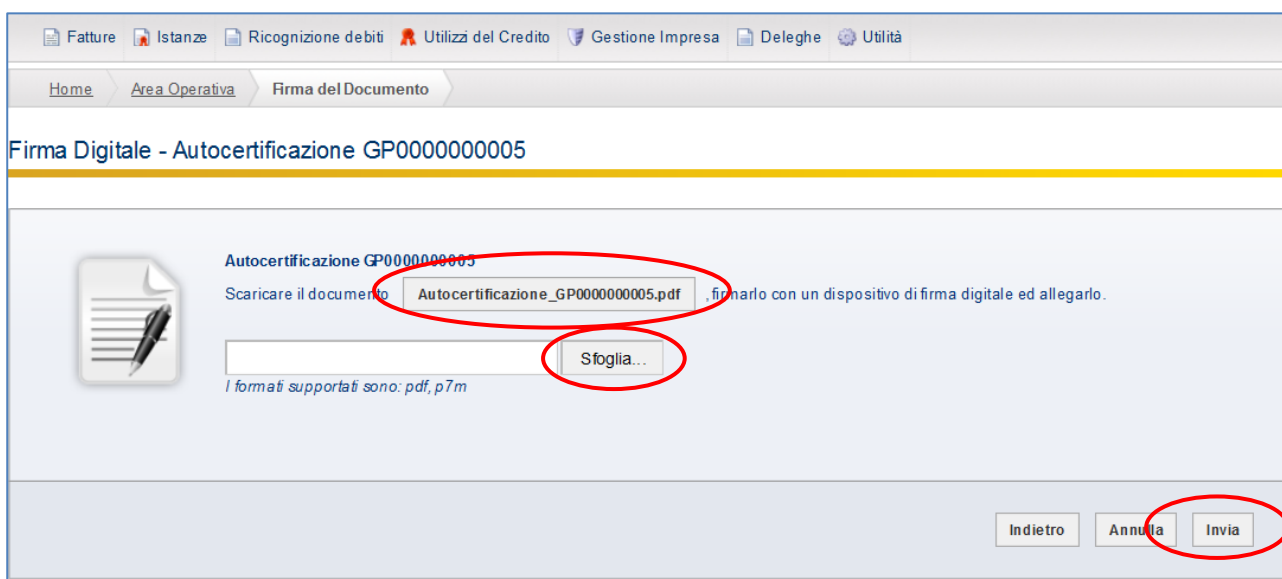 Fatture Istanze Ricognizione debiti Utilizzi del Credito Gestione Impresa Deleghe Utilità
Home Area Operativa Firma del Documento
Firma Digitale - Autocertificazione GP0000000005
Autocertificazione GP0000000005
Scaricare il documento Autocertificazione_GP0000000005.pdf , firmarlo con un dispositivo di firma digitale ed allegarlo.
Sfoglia...
I formati supportati sono: pdf, p7m
Indietro Annulla Invia